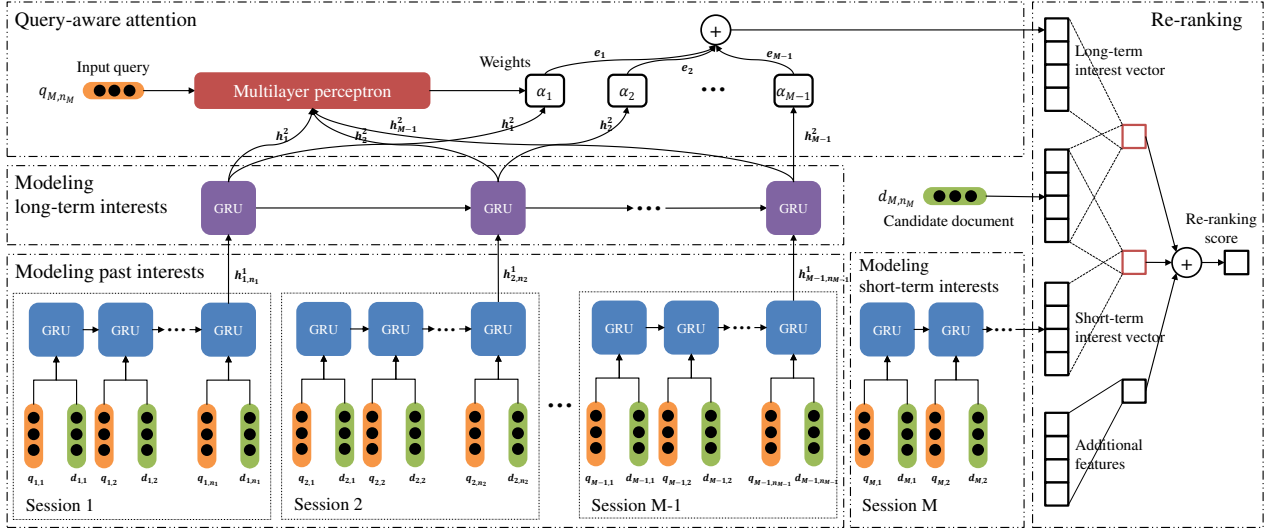 Query-aware attention
Re-ranking
Input query
q_{M,n_M}
Multilayer perceptron
Weights
α_1
α_2
•••
α_{M-1}
e_1
e_2
e_{M-1}
+
h_1^2
h_2^2
h_{M-1}^2
h_1^2
h_2^2
h_{M-1}^2
Long-term
interest vector
Modeling
long-term interests
GRU
GRU
•••
GRU
d_{M,n_M}
Candidate document
Re-ranking
score
+
Modeling past interests
h_{1,n_1}^1
h_{2,n_2}^1
h_{M-1,n_{M-1}}^1
Modeling
short-term interests
GRU
GRU
•••
GRU
GRU
GRU
•••
GRU
GRU
GRU
•••
GRU
GRU
GRU
•••
Short-term
interest vector
•••
q_{1,1}
d_{1,1}
q_{1,2}
d_{1,2}
q_{1,n_1}
d_{1,n_1}
q_{2,1}
d_{2,1}
q_{2,2}
d_{2,2}
q_{2,n_2}
d_{2,n_2}
q_{M-1,1}
d_{M-1,1}
q_{M-1,2}
d_{M-1,2}
q_{M-1,n_{M-1}}
d_{M-1,n_{M-1}}
q_{M,1}
d_{M,1}
q_{M,2}
d_{M,2}
Additional
features
Session 1
Session 2
Session M-1
Session M